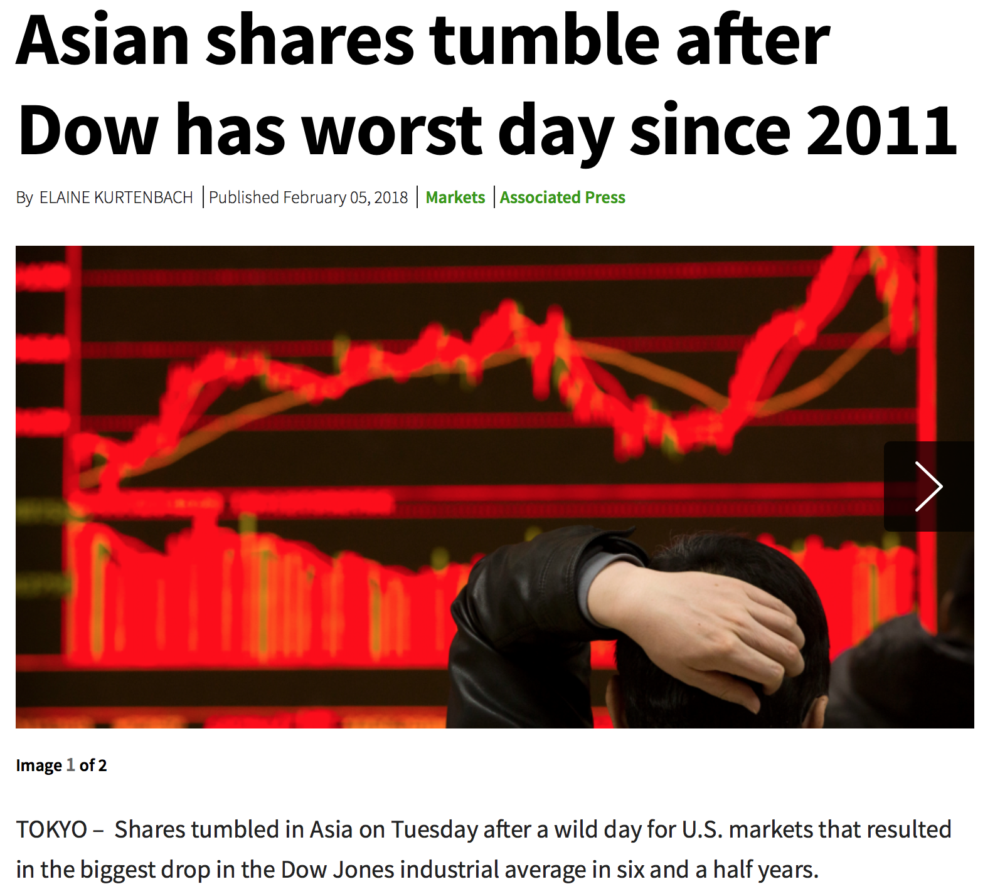 Asian shares tumble after
Dow has worst day since 2011
By ELAINE KURTENBACH | Published February 05, 2018 | Markets | Associated Press
Image 1 of 2
TOKYO – Shares tumbled in Asia on Tuesday after a wild day for U.S. markets that resulted
in the biggest drop in the Dow Jones industrial average in six and a half years.